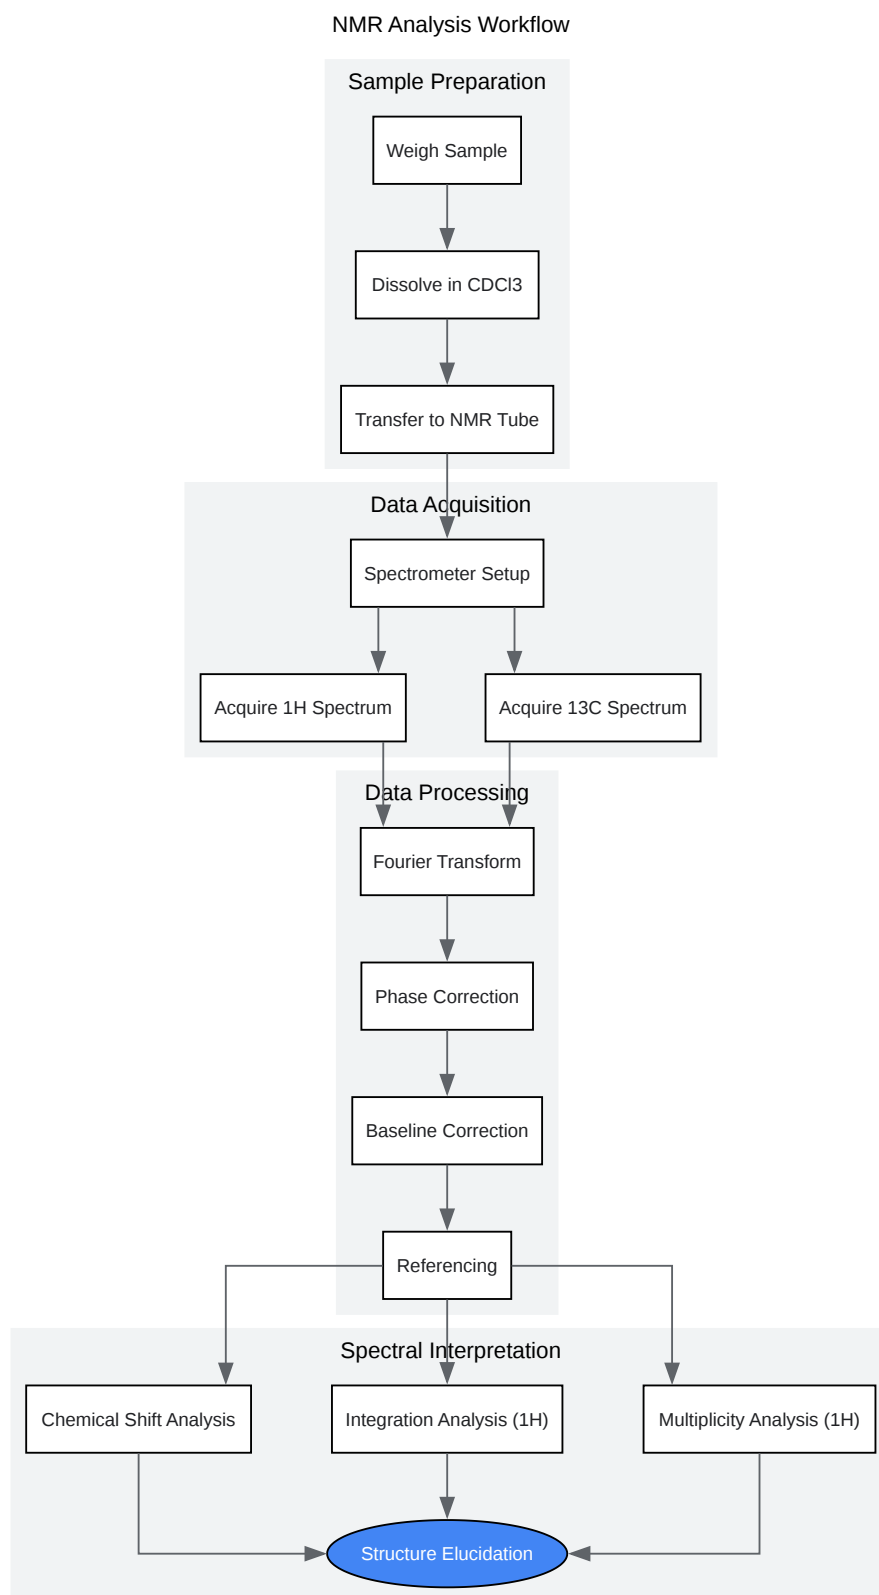 NMR Analysis Workflow
Sample Preparation
Weigh Sample
Dissolve in CDCl3
Transfer to NMR Tube
Data Acquisition
Spectrometer Setup
Acquire 1H Spectrum
Acquire 13C Spectrum
Data Processing
Fourier Transform
Phase Correction
Baseline Correction
Referencing
Spectral Interpretation
Chemical Shift Analysis
Integration Analysis (1H)
Multiplicity Analysis (1H)
Structure Elucidation